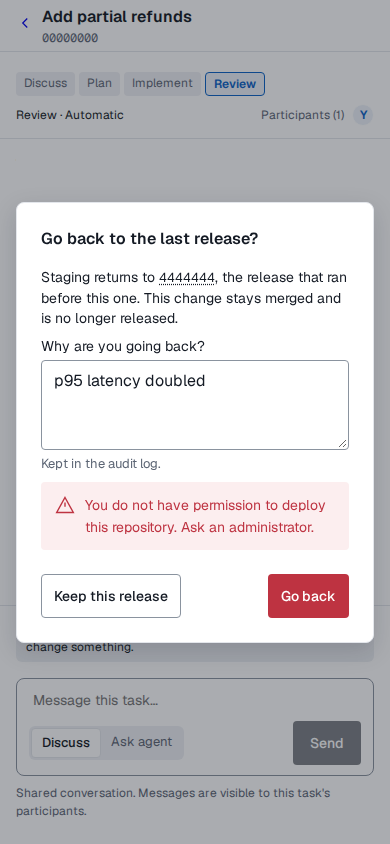 Add partial refunds
00000000
Discuss
Plan
Implement
Review
Review · Automatic
Participants (1)
Y
Go back to the last release?
Staging returns to 4444444, the release that ran
before this one. This change stays merged and
is no longer released.
Why are you going back?
p95 latency doubled
Kept in the audit log.
You do not have permission to deploy
this repository. Ask an administrator.
Keep this release
Go back
change something.
Message this task...
Discuss
Ask agent
Send
Shared conversation. Messages are visible to this task's
participants.